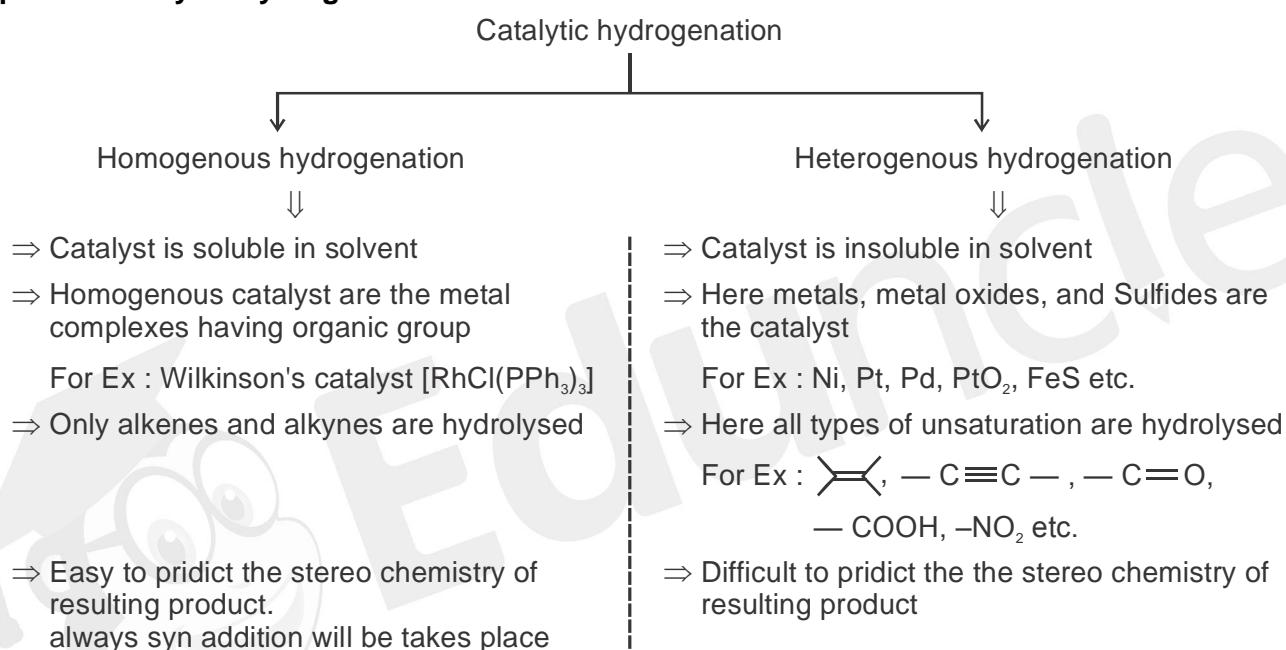 Catalytic hydrogenation
Homogenous hydrogenation
⇓
⇒ Catalyst is soluble in solvent
⇒ Homogenous catalyst are the metal
complexes having organic group
For Ex : Wilkinson's catalyst [RhCl(PPh₃)₃]
⇒ Only alkenes and alkynes are hydrolysed
⇒ Easy to pridict the stereo chemistry of
resulting product.
always syn addition will be takes place
Heterogenous hydrogenation
⇓
⇒ Catalyst is insoluble in solvent
⇒ Here metals, metal oxides, and Sulfides are
the catalyst
For Ex : Ni, Pt, Pd, PtO₂, FeS etc.
⇒ Here all types of unsaturation are hydrolysed
For Ex : , — C≡C — , — C=O,
— COOH, –NO₂ etc.
⇒ Difficult to pridict the the stereo chemistry of
resulting product
Eduncle